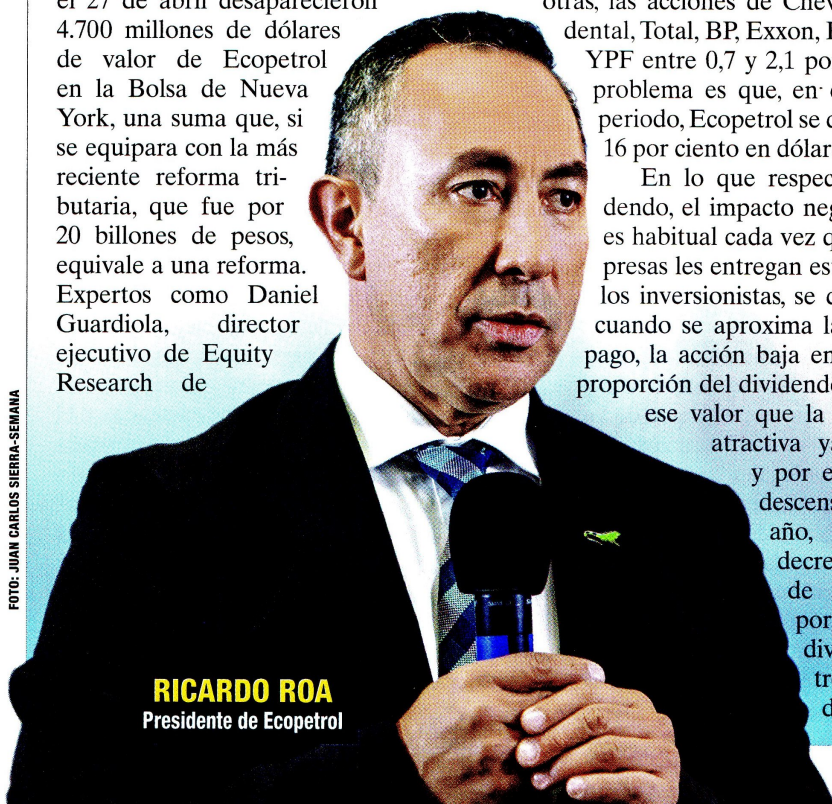 el 27 de abril desaparecieron
4.700 millones de dólares
de valor de Ecopetrol
en la Bolsa de Nueva
York, una suma que, si
se equipara con la más
reciente reforma tri-
butaria, que fue por
20 billones de pesos,
equivale a una reforma.
Expertos como Daniel
Guardiola, director
ejecutivo de Equity
Research de
otras, las acciones de Chev
dental, Total, BP, Exxon,
YPF entre 0,7 y 2,1 po
problema es que, en
periodo, Ecopetrol se
16 por ciento en dólar
En lo que respec
dendo, el impacto neg
es habitual cada vez q
presas les entregan es
los inversionistas, se
cuando se aproxima la
pago, la acción baja en
proporción del dividendo
ese valor que la
atractiva ya
y por e
descens
año,
decre
de
por
div
tr
d
FOTO: JUAN CARLOS SIERRA-SEMANA
RICARDO ROA
Presidente de Ecopetrol